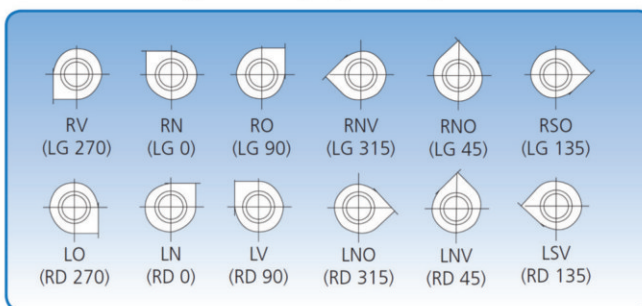 RV RN RO RNV RNO RSO
(LG 270) (LG 0) (LG 90) (LG 315) (LG 45) (LG 135)
LO LN LV LNO LNV LSV
(RD 270) (RD 0) (RD 90) (RD 315) (RD 45) (RD 135)